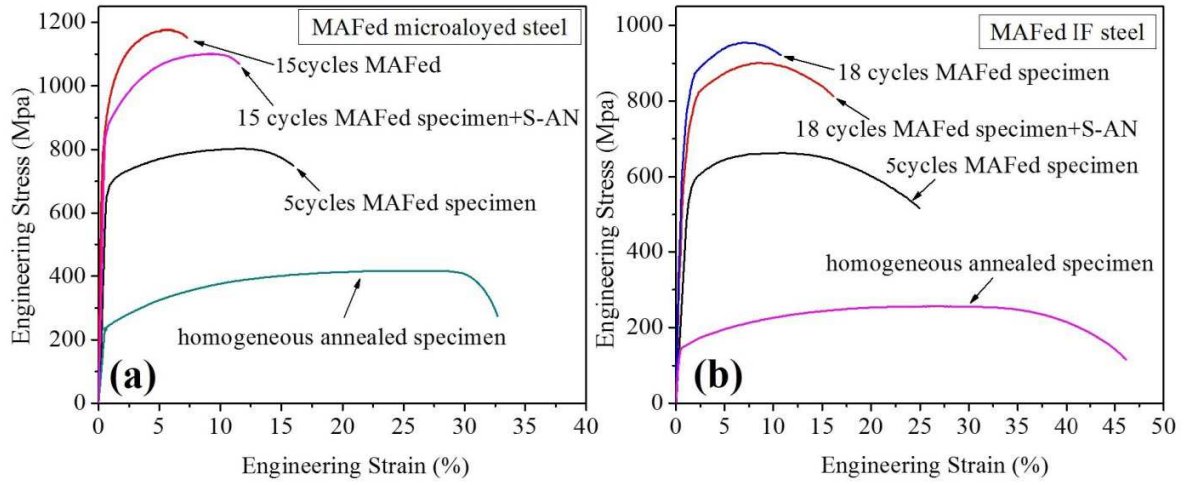 MAFed microaloyed steel
15cycles MAFed
15 cycles MAFed specimen+S-AN
5cycles MAFed specimen
homogeneous annealed specimen
(a)
Engineering Stress (Mpa)
1200
1000
800
600
400
200
0
0 5 10 15 20 25 30 35 40
Engineering Strain (%)
MAFed IF steel
18 cycles MAFed specimen
18 cycles MAFed specimen+S-AN
5cycles MAFed specimen
homogeneous annealed specimen
(b)
Engineering Stress (Mpa)
1000
800
600
400
200
0
0 5 10 15 20 25 30 35 40 45 50
Engineering Strain (%)